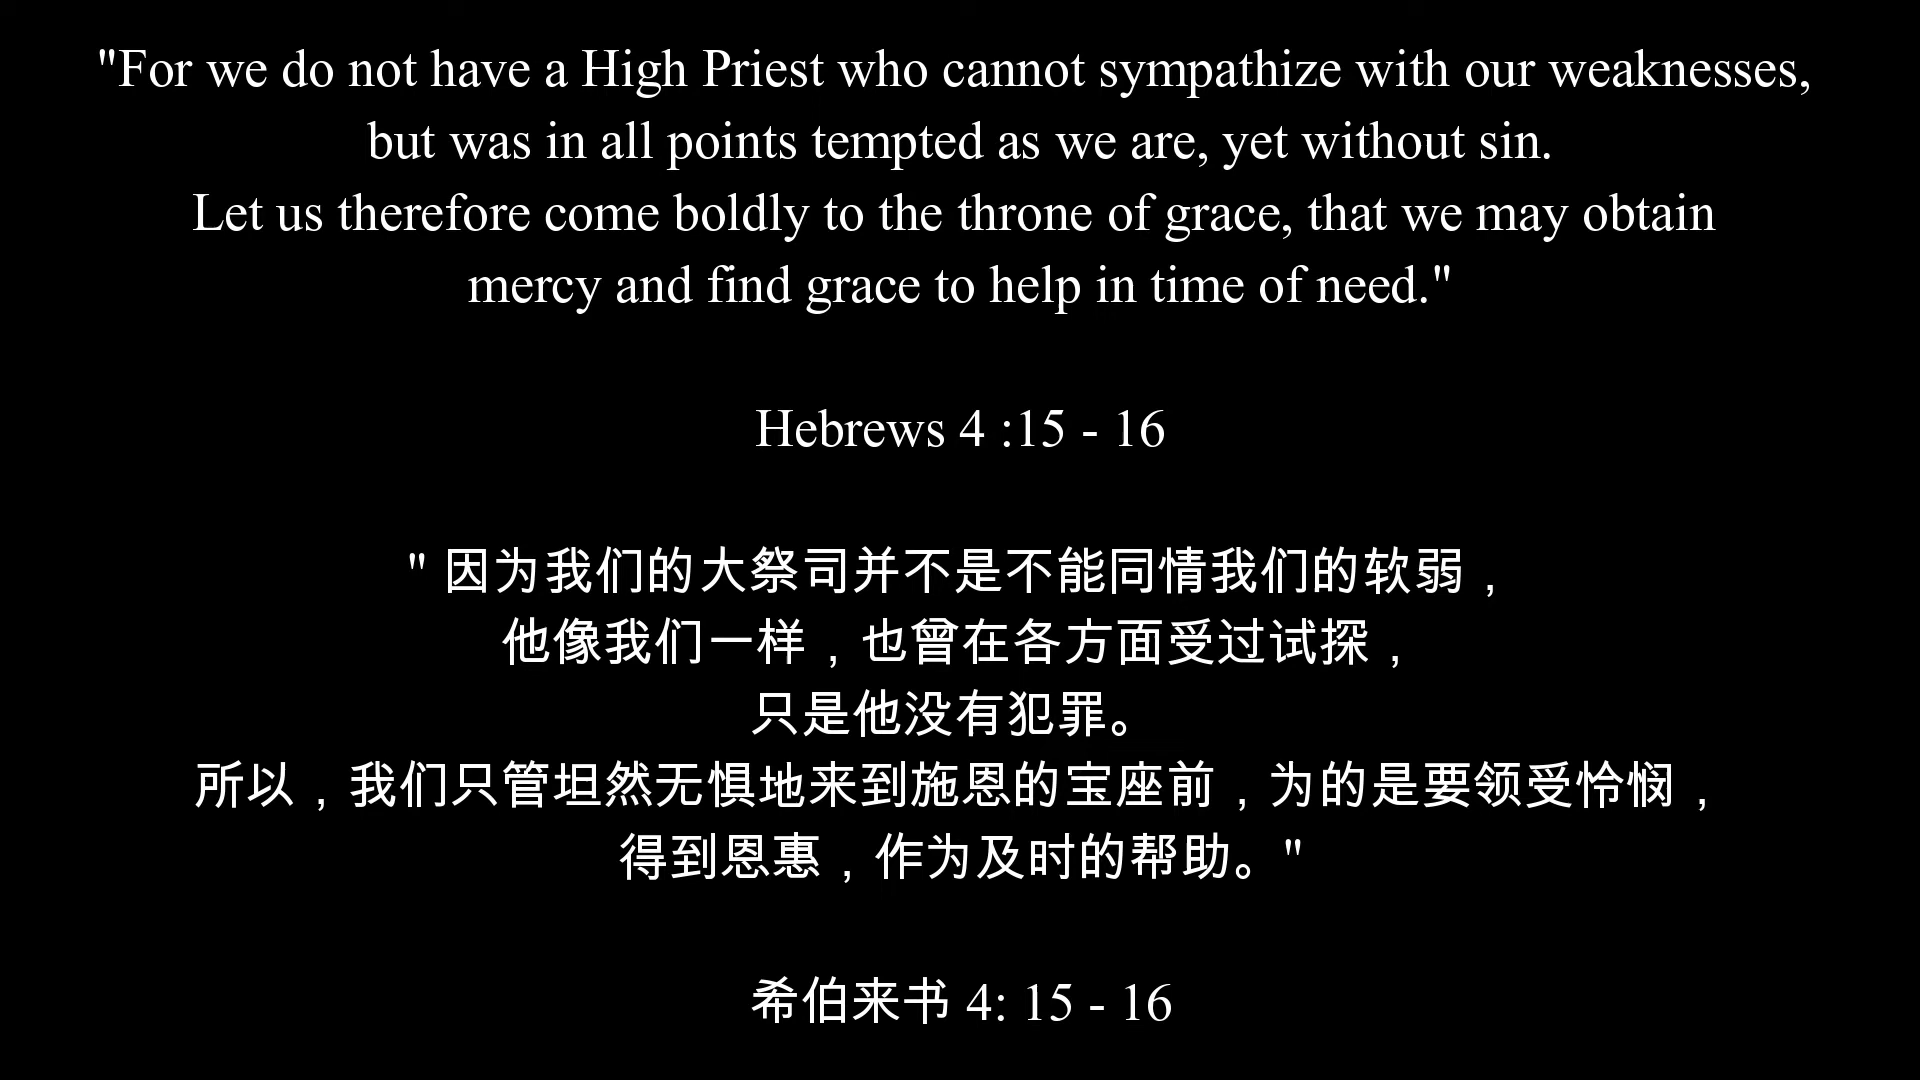 "For we do not have a High Priest who cannot sympathize with our weaknesses,
but was in all points tempted as we are, yet without sin.
Let us therefore come boldly to the throne of grace, that we may obtain
mercy and find grace to help in time of need."
Hebrews 4 :15 - 16
" 因为我们的大祭司并不是不能同情我们的软弱，
他像我们一样，也曾在各方面受过试探，
只是他没有犯罪。
所以，我们只管坦然无惧地来到施恩的宝座前，为的是要领受怜悯，
得到恩惠，作为及时的帮助。"
希伯来书 4: 15 - 16